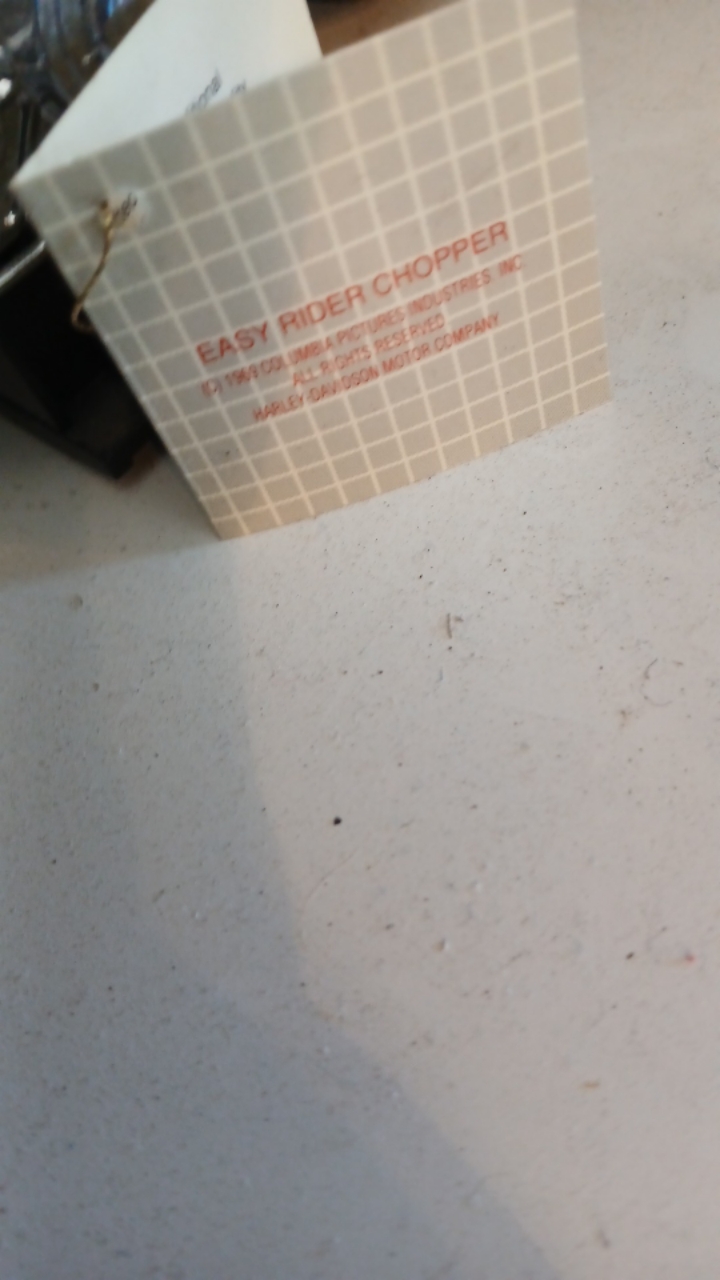 EASY RIDER CHOPPER
(C) 1969 COLUMBIA PICTURES INDUSTRIES INC
ALL RIGHTS RESERVED
HARLEY-DAVIDSON MOTOR COMPANY